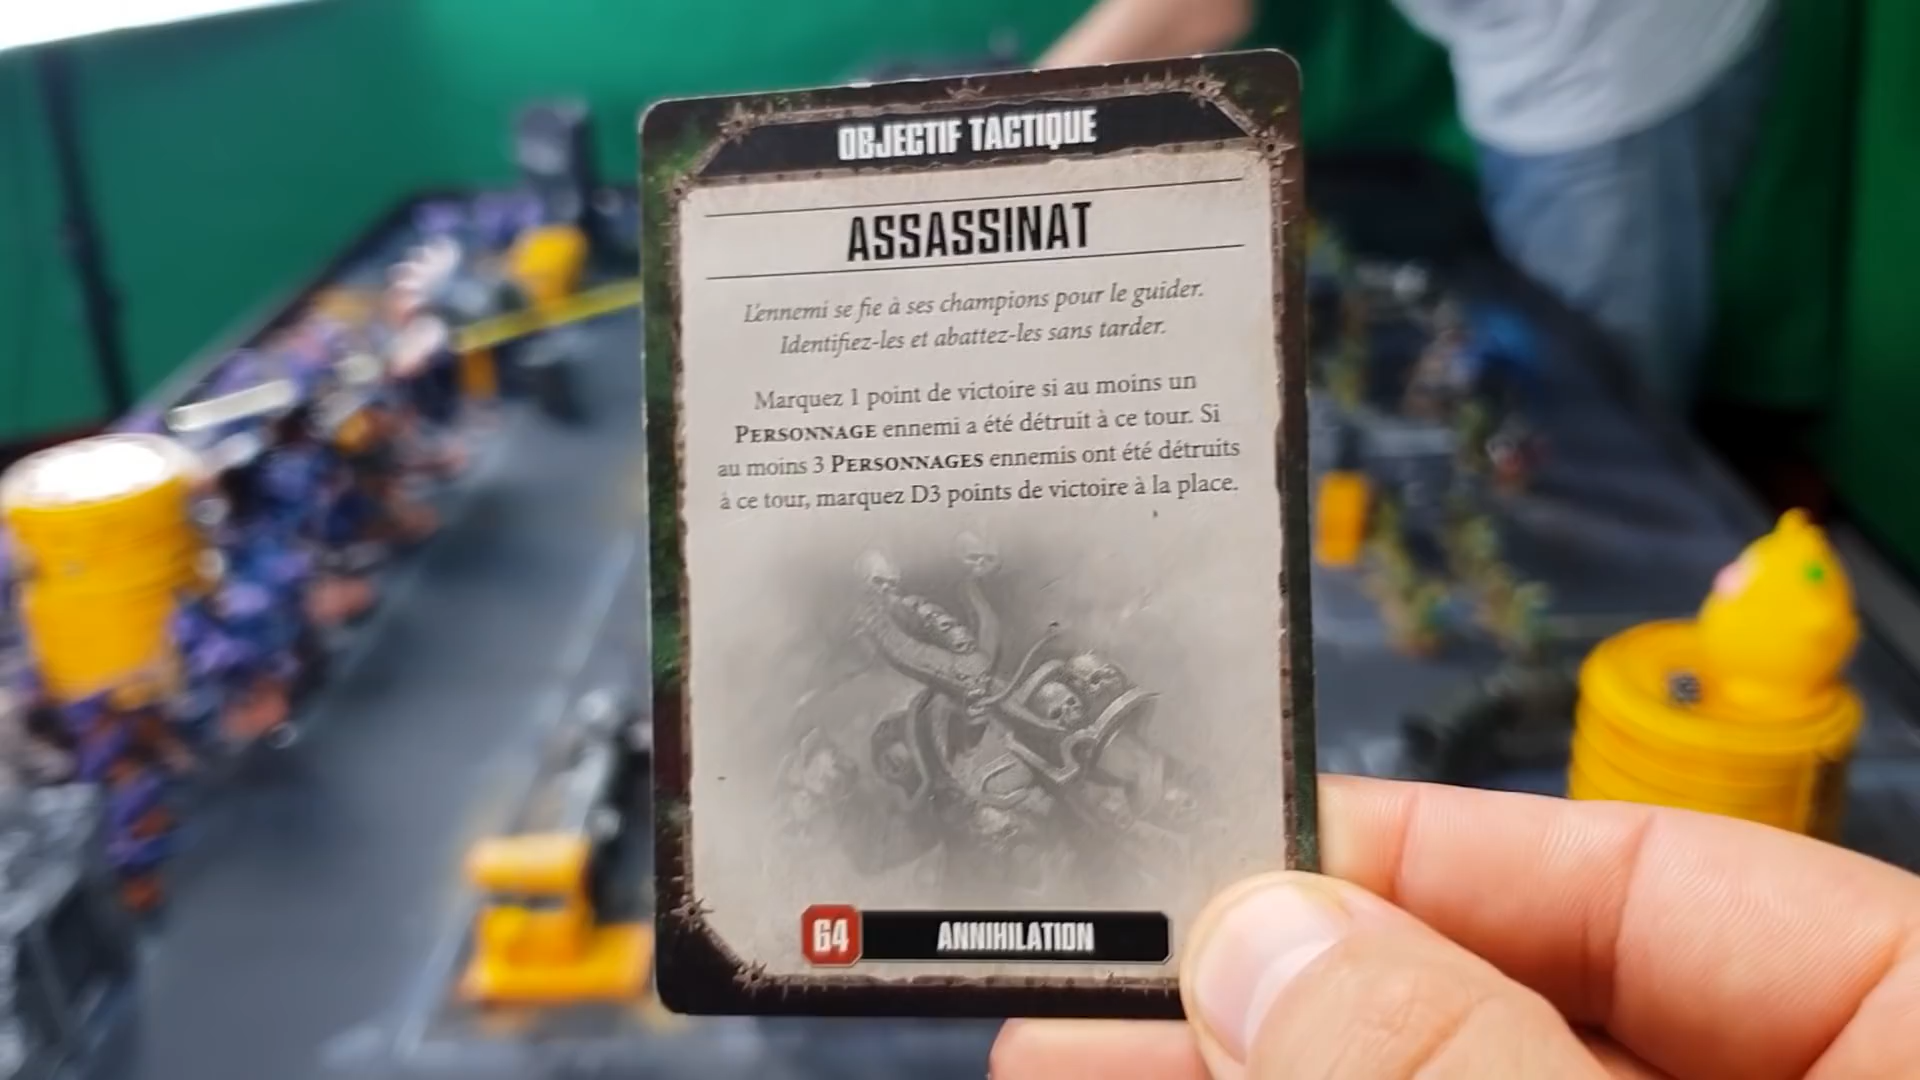 OBJECTIF TACTIQUE
ASSASSINAT
L'ennemi se fie à ses champions pour le guider.
Identifiez-les et abattez-les sans tarder.
Marquez 1 point de victoire si au moins un
PERSONNAGE ennemi a été détruit à ce tour. Si
au moins 3 PERSONNAGES ennemis ont été détruits
à ce tour, marquez D3 points de victoire à la place.
64 ANNIHILATION